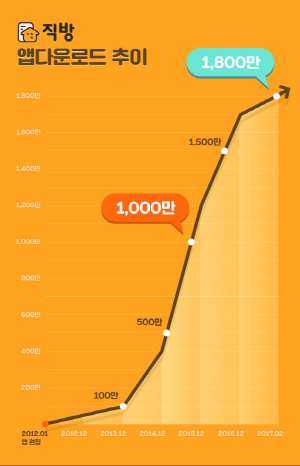 직방
앱다운로드 추이
1,800만
1,800만
1,600만
1.500만
1,400만
1,200만
1,000만
1,000만
800만
600만
500만
400만
200만
100만
2012.01
앱 런칭
2012.12
2013.12
2014.12
2015.12
2016.12
2017.02